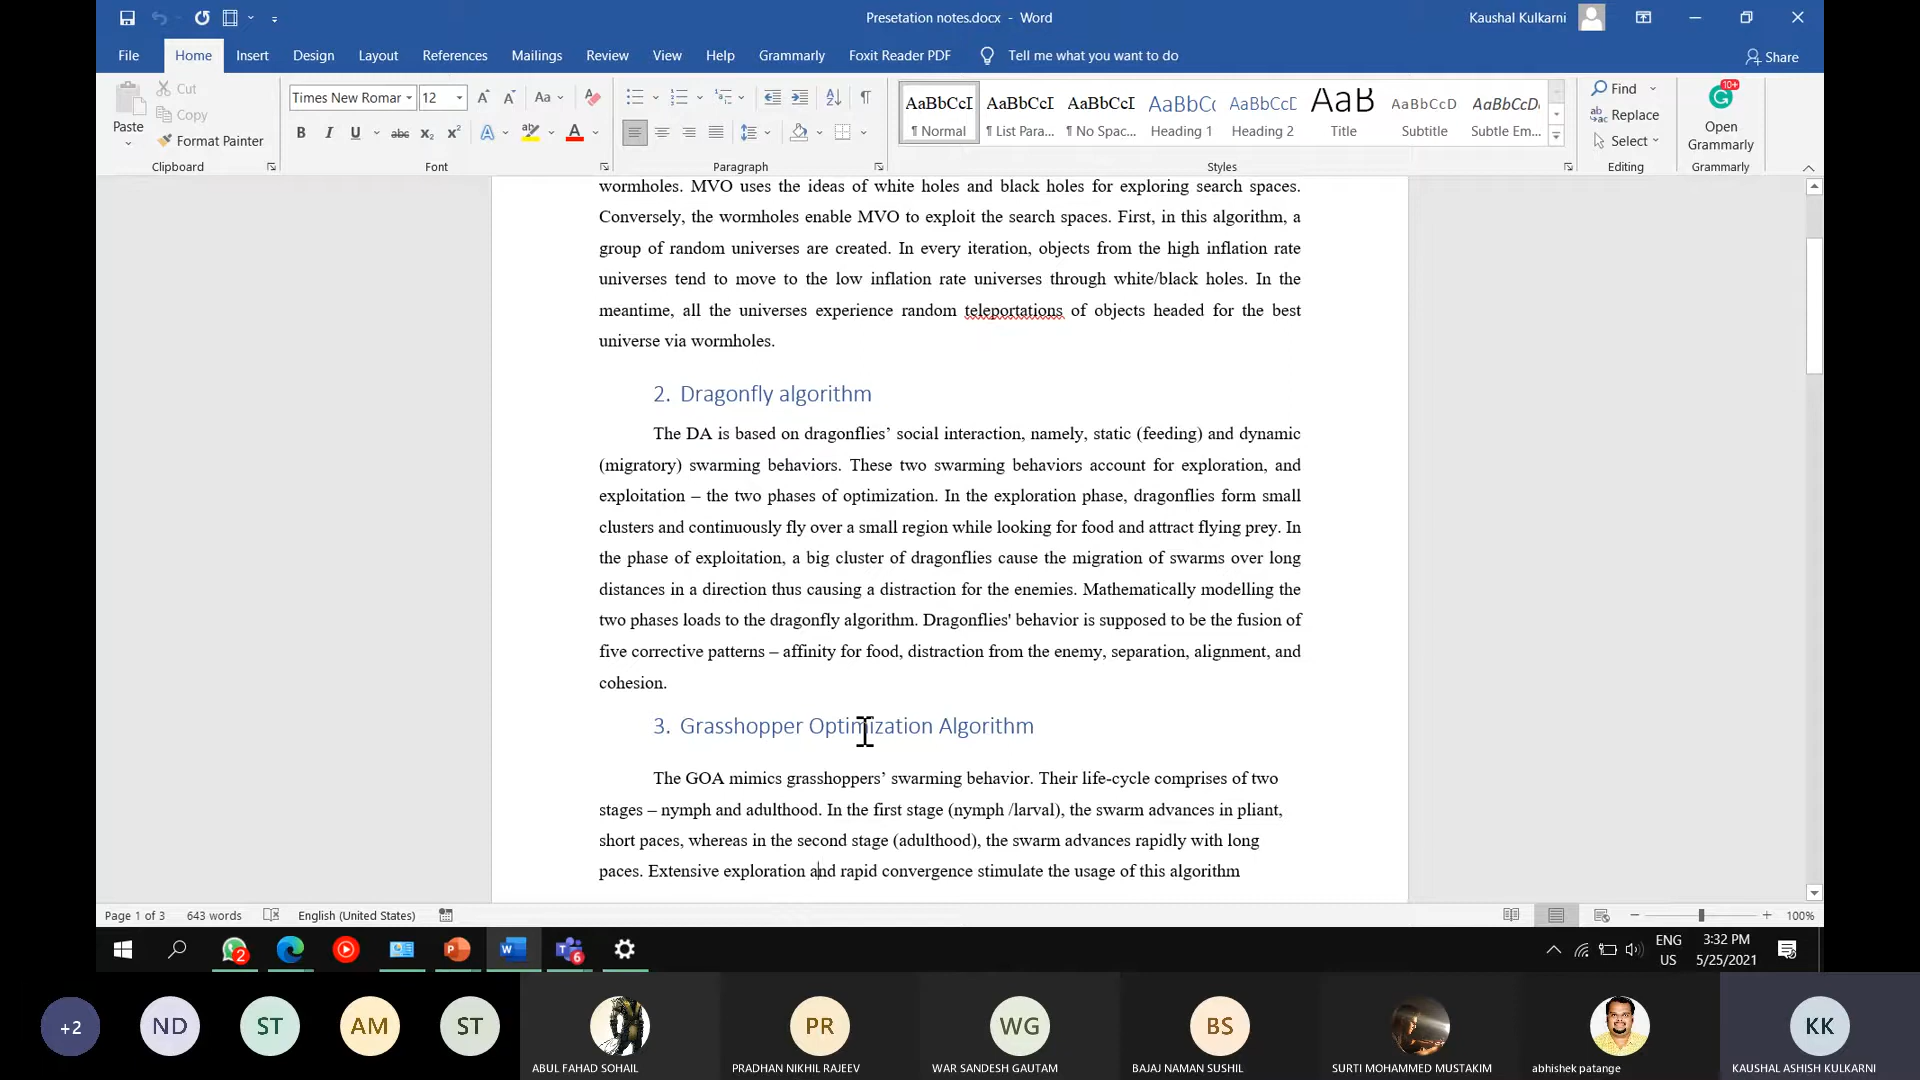 Presetation notes.docx - Word
Kaushal Kulkarni
File Home Insert Design Layout References Mailings Review View Help Grammarly Foxit Reader PDF Tell me what you want to do Share
Cut
Copy
Format Painter
Paste
Clipboard
Times New Romar 12
Font
Paragraph
AaBbCcI AaBbCcI AaBbCcI AaBbC( AaBbCcE AaB AaBbCcD AaBbCcD.
¶ Normal ¶ List Para... ¶ No Spac... Heading 1 Heading 2 Title Subtitle Subtle Em...
Styles
Find
Replace
Select
Editing
10+
Open
Grammarly
Grammarly
wormholes. MVO uses the ideas of white holes and black holes for exploring search spaces.
Conversely, the wormholes enable MVO to exploit the search spaces. First, in this algorithm, a
group of random universes are created. In every iteration, objects from the high inflation rate
universes tend to move to the low inflation rate universes through white/black holes. In the
meantime, all the universes experience random teleportations of objects headed for the best
universe via wormholes.
2. Dragonfly algorithm
The DA is based on dragonflies’ social interaction, namely, static (feeding) and dynamic
(migratory) swarming behaviors. These two swarming behaviors account for exploration, and
exploitation – the two phases of optimization. In the exploration phase, dragonflies form small
clusters and continuously fly over a small region while looking for food and attract flying prey. In
the phase of exploitation, a big cluster of dragonflies cause the migration of swarms over long
distances in a direction thus causing a distraction for the enemies. Mathematically modelling the
two phases loads to the dragonfly algorithm. Dragonflies' behavior is supposed to be the fusion of
five corrective patterns – affinity for food, distraction from the enemy, separation, alignment, and
cohesion.
3. Grasshopper Optimization Algorithm
The GOA mimics grasshoppers’ swarming behavior. Their life-cycle comprises of two
stages – nymph and adulthood. In the first stage (nymph /larval), the swarm advances in pliant,
short paces, whereas in the second stage (adulthood), the swarm advances rapidly with long
paces. Extensive exploration and rapid convergence stimulate the usage of this algorithm
Page 1 of 3 643 words English (United States) 100%
2
6
ENG
US
3:32 PM
5/25/2021
+2 ND ST AM ST PR WG BS KK
ABUL FAHAD SOHAIL PRADHAN NIKHIL RAJEEV WAR SANDESH GAUTAM BAJAJ NAMAN SUSHIL SURTI MOHAMMED MUSTAKIM abhishek patange KAUSHAL ASHISH KULKARNI